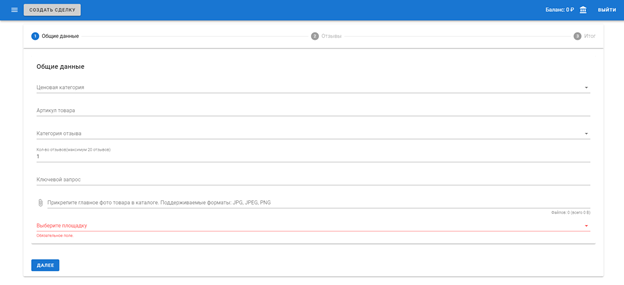 СОЗДАТЬ СДЕЛКУ
Баланс: 0 ₽
ВЫЙТИ
1 Общие данные
2 Отзывы
3 Итог
Общие данные
Ценовая категория
Артикул товара
Категория отзыва
Кол-во отзывов(максимум 20 отзывов)
1
Ключевой запрос
Прикрепите главное фото товара в каталоге. Поддерживаемые форматы: JPG, JPEG, PNG
Файлов: 0 (всего 0 B)
Выберите площадку
Обязательное поле.
ДАЛЕЕ